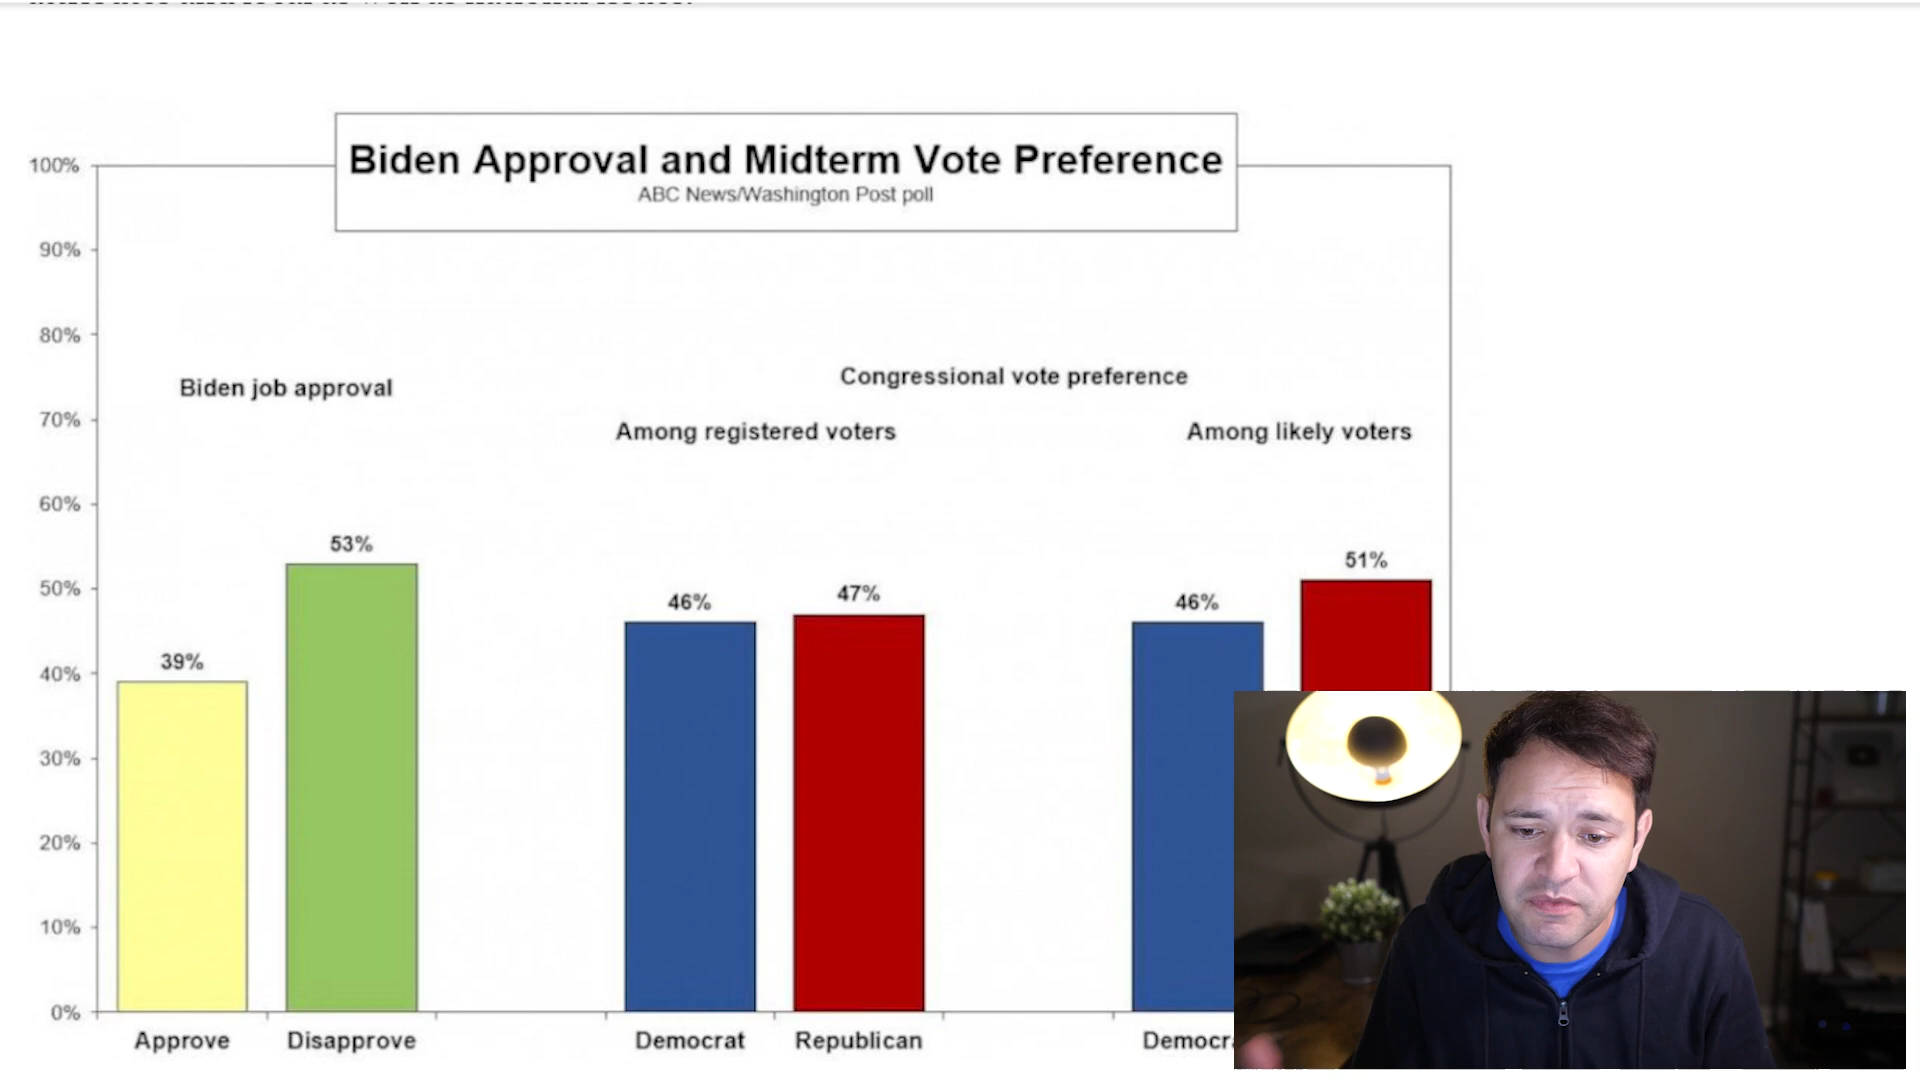 Biden Approval and Midterm Vote Preference
ABC News/Washington Post poll
100%
90%
80%
70%
60%
50%
40%
30%
20%
10%
0%
Biden job approval
Congressional vote preference
Among registered voters
Among likely voters
39%
53%
46%
47%
46%
51%
Approve
Disapprove
Democrat
Republican
Democra